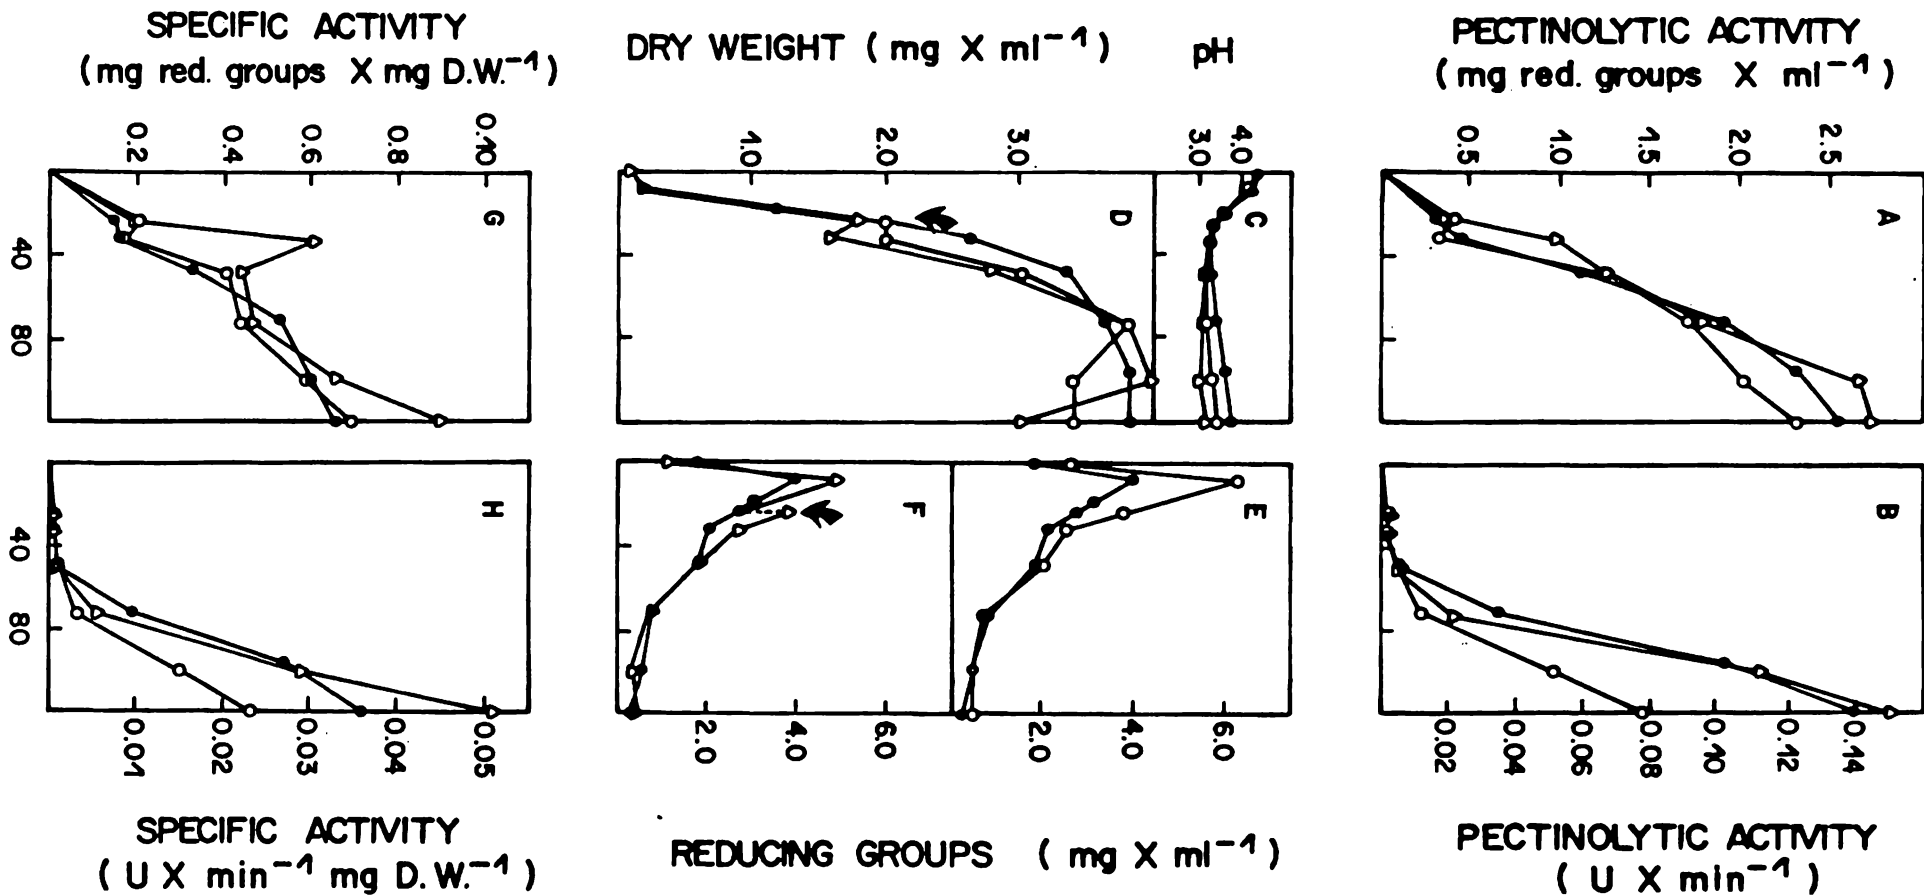 SPECIFIC ACTIVITY
(mg red. groups X mg D.W.⁻¹)
DRY WEIGHT (mg X ml⁻¹)
pH
PECTINOLYTIC ACTIVITY
(mg red. groups X ml⁻¹)
0.2
0.4
0.6
0.8
0.10
1.0
2.0
3.0
3.0
4.0
0.5
1.0
1.5
2.0
2.5
G
D
C
A
40
80
H
F
E
B
40
80
0.01
0.02
0.03
0.04
0.05
2.0
4.0
6.0
2.0
4.0
6.0
0.02
0.04
0.06
0.08
0.10
0.12
0.14
SPECIFIC ACTIVITY
(U X min⁻¹ mg D.W.⁻¹)
REDUCING GROUPS (mg X ml⁻¹)
PECTINOLYTIC ACTIVITY
(U X min⁻¹)